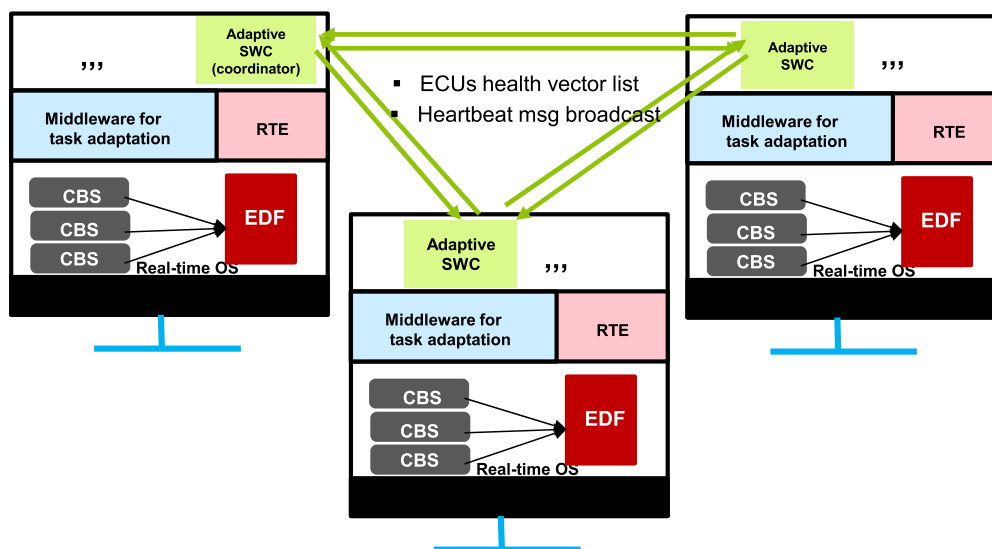 Adaptive
SWC
(coordinator)
,,,
Middleware for
task adaptation
RTE
CBS
CBS
CBS
EDF
Real-time OS
▪ ECUs health vector list
▪ Heartbeat msg broadcast
Adaptive
SWC
,,,
Middleware for
task adaptation
RTE
CBS
CBS
CBS
EDF
Real-time OS
Adaptive
SWC
,,,
Middleware for
task adaptation
RTE
CBS
CBS
CBS
EDF
Real-time OS